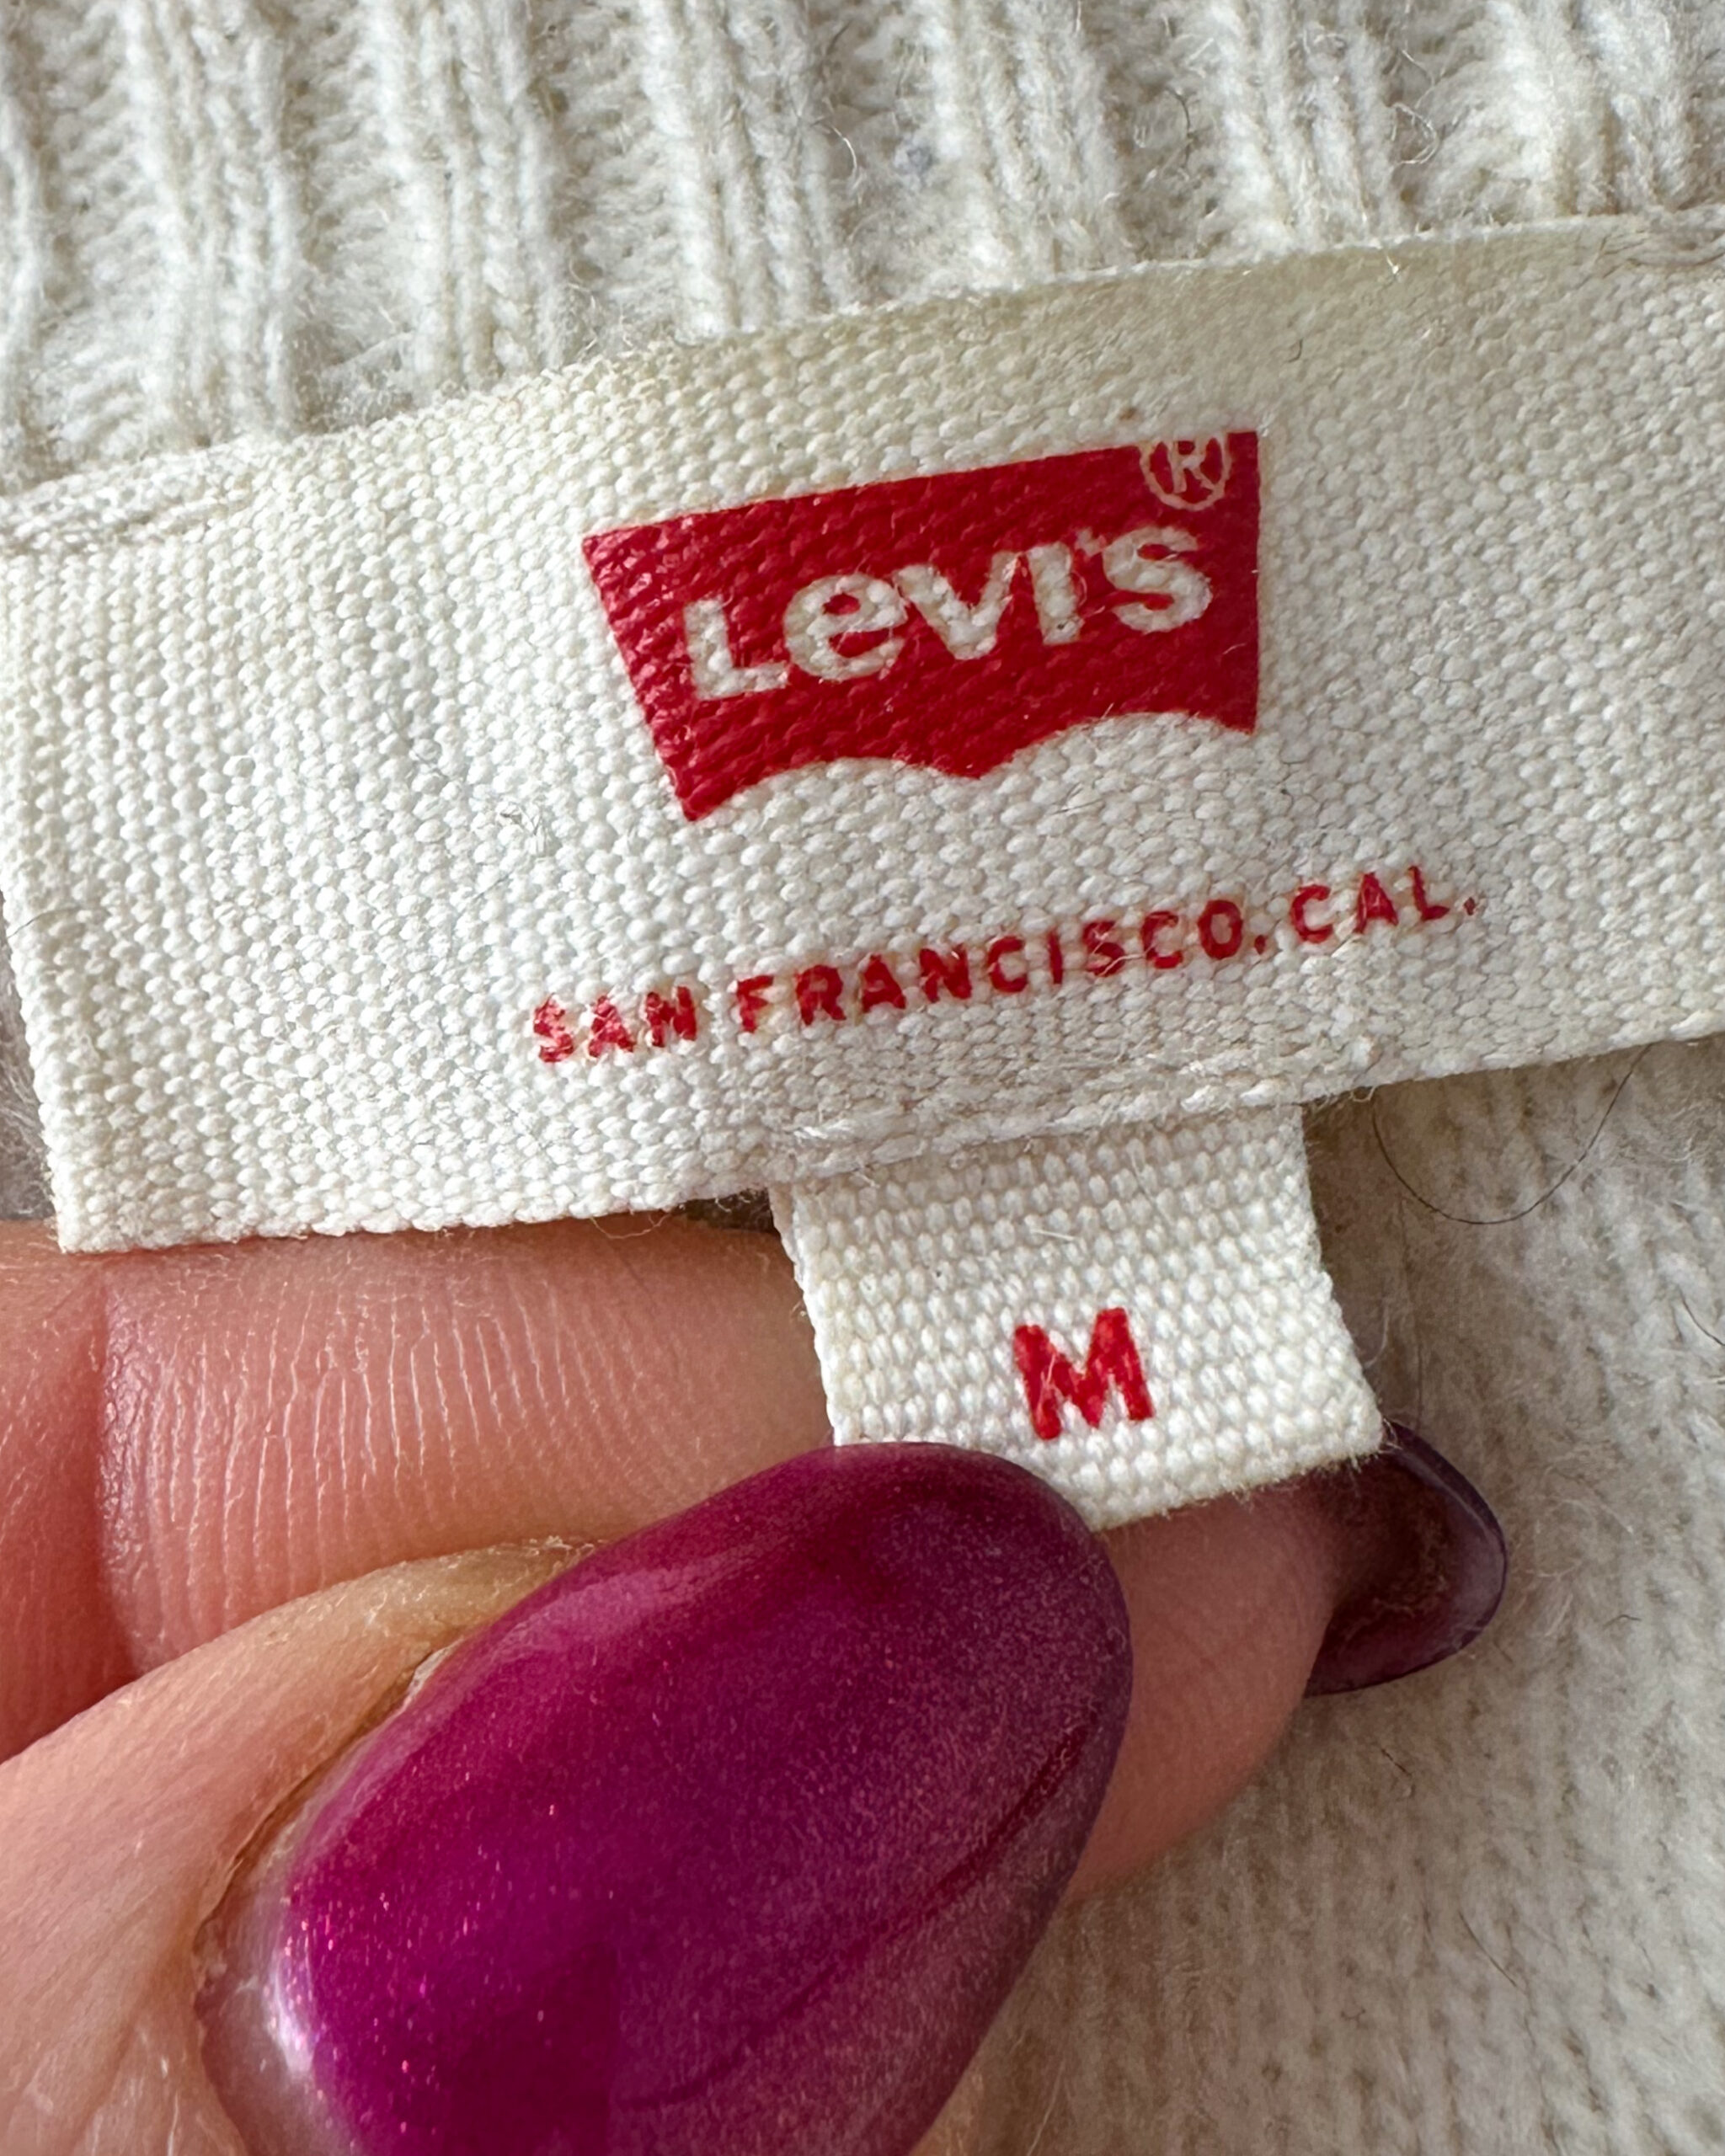 Levi's ®
SAN FRANCISCO, CAL.
M